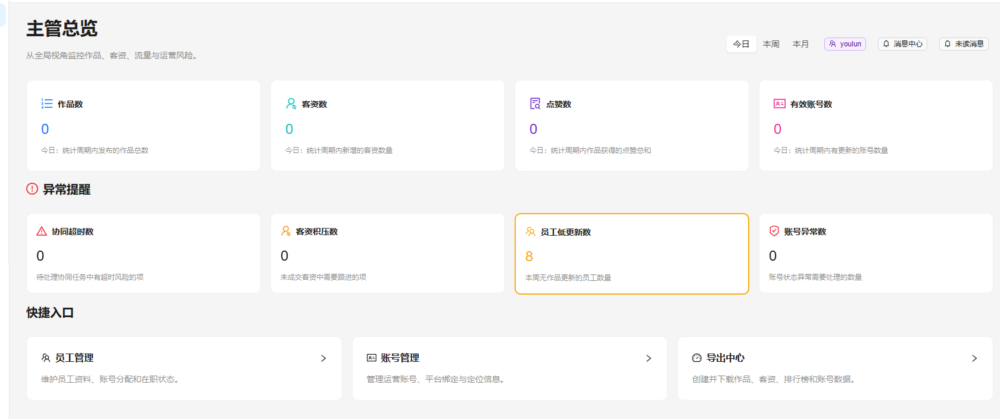 主管总览
从全局视角监控作品、客资、流量与运营风险。
今日 本周 本月 youlun 消息中心 未读消息
作品数 客资数 点赞数 有效账号数
0 0 0 0
今日：统计周期内发布的作品总数 今日：统计周期内新增的客资数量 今日：统计周期内作品获得的点赞总和 今日：统计周期内有更新的账号数量
异常提醒
协同超时数 客资积压数 员工低更新数 账号异常数
0 0 8 0
待处理协同任务中有超时风险的项 未成交客资中需要跟进的项 本周无作品更新的员工数量 账号状态异常需要处理的数量
快捷入口
员工管理 账号管理 导出中心
维护员工资料、账号分配和在职状态。 管理运营账号、平台绑定与定位信息。 创建并下载作品、客资、排行榜和账号数据。